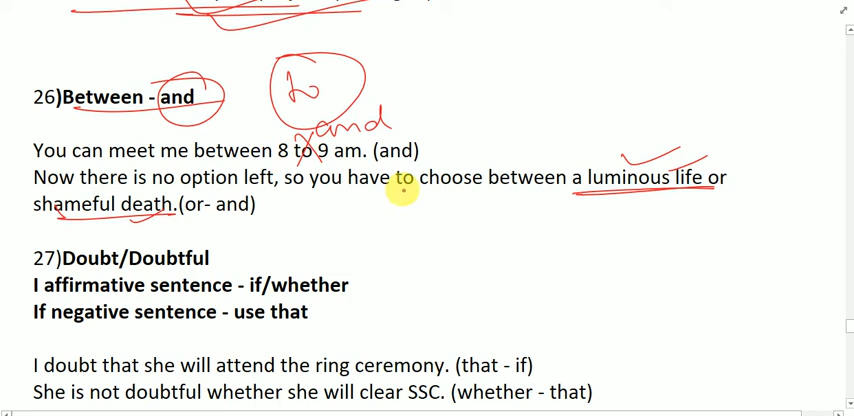 26)Between - and
to
and
You can meet me between 8 to 9 am. (and)
Now there is no option left, so you have to choose between a luminous life or
shameful death.(or- and)
27)Doubt/Doubtful
I affirmative sentence - if/whether
If negative sentence - use that
I doubt that she will attend the ring ceremony. (that - if)
She is not doubtful whether she will clear SSC. (whether - that)